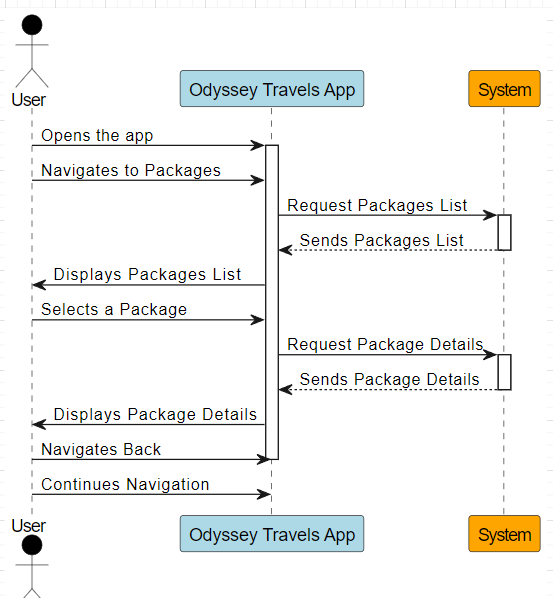 User
Odyssey Travels App
System
Opens the app
Navigates to Packages
Request Packages List
Sends Packages List
Displays Packages List
Selects a Package
Request Package Details
Sends Package Details
Displays Package Details
Navigates Back
Continues Navigation
User
Odyssey Travels App
System